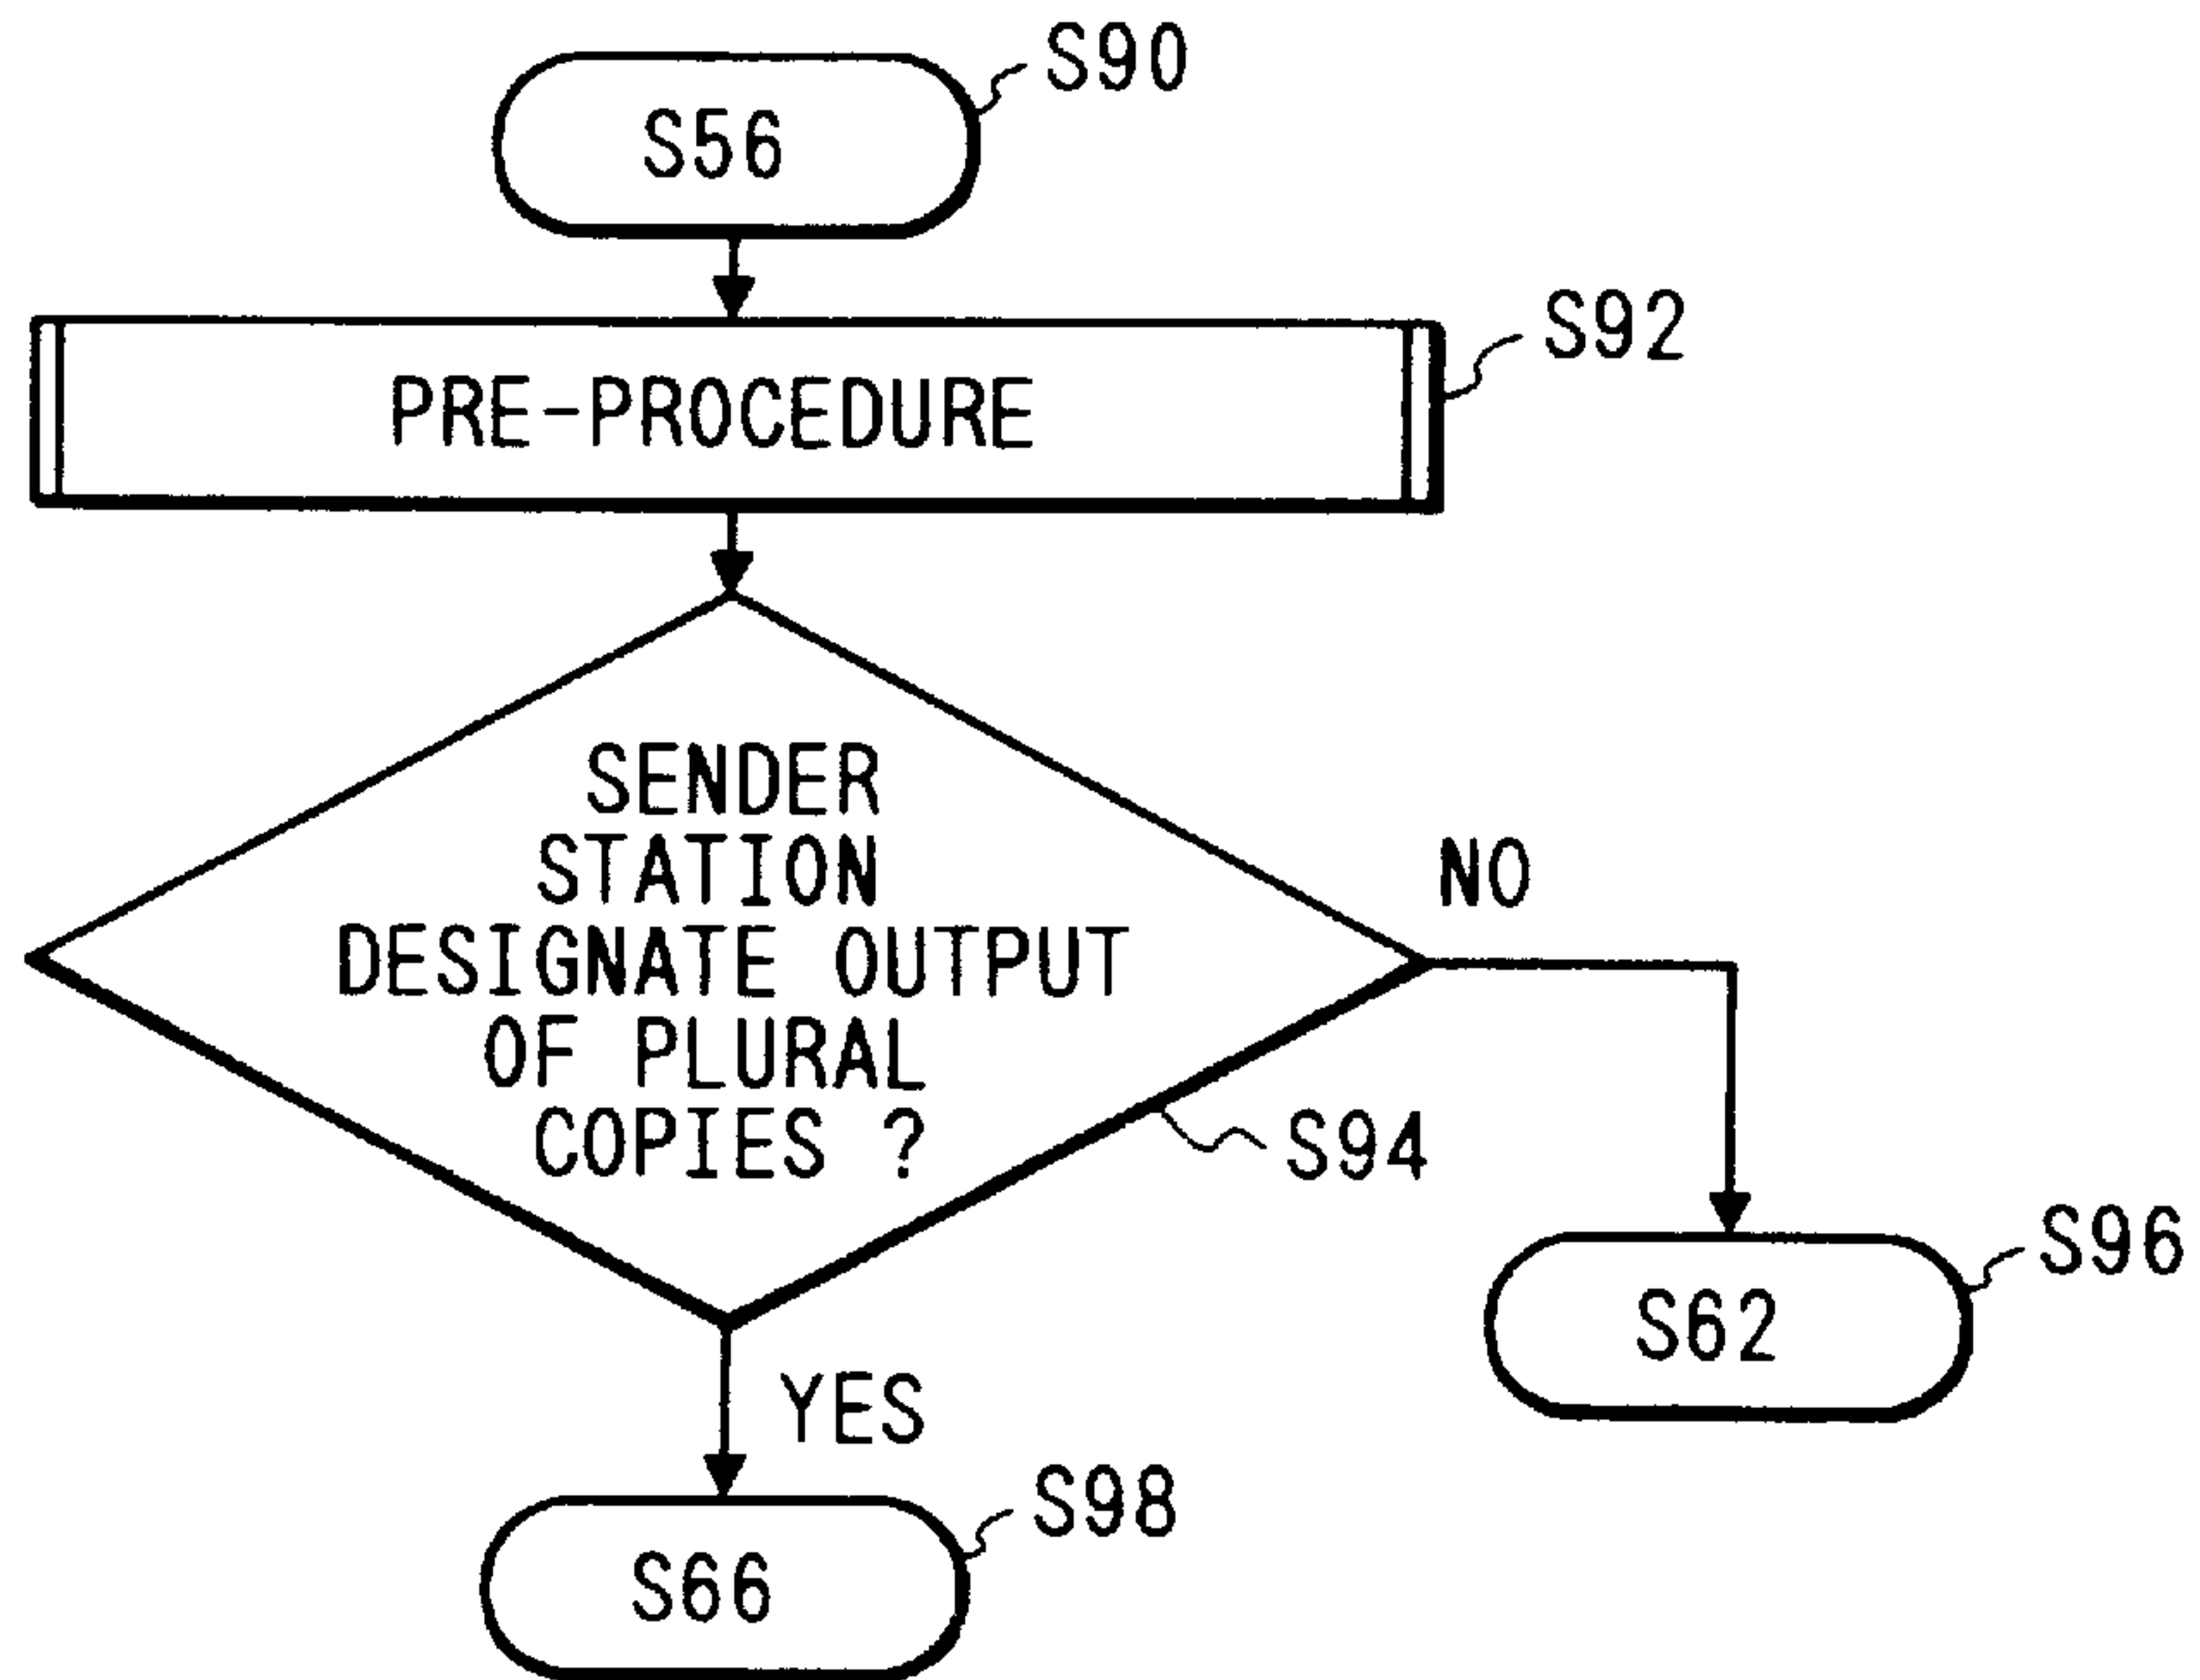 S90
S56
S92
PRE-PROCEDURE
SENDER
STATION
DESIGNATE OUTPUT
OF PLURAL
COPIES ?
NO
S94
S96
S62
YES
S98
S66